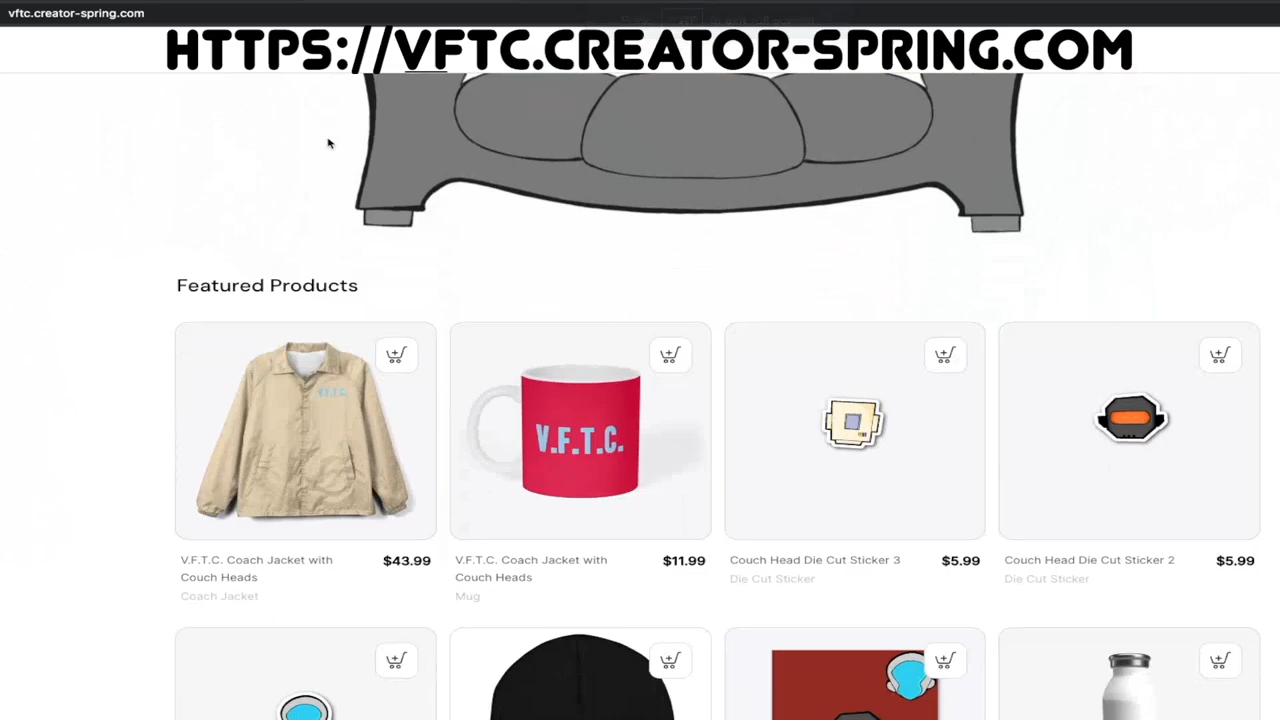 vftc.creator-spring.com
HTTPS://VFTC.CREATOR-SPRING.COM
Featured Products
V.F.T.C.
V.F.T.C.
V.F.T.C. Coach Jacket with
Couch Heads
$43.99
Coach Jacket
V.F.T.C. Coach Jacket with
Couch Heads
$11.99
Mug
Couch Head Die Cut Sticker 3
$5.99
Die Cut Sticker
Couch Head Die Cut Sticker 2
$5.99
Die Cut Sticker